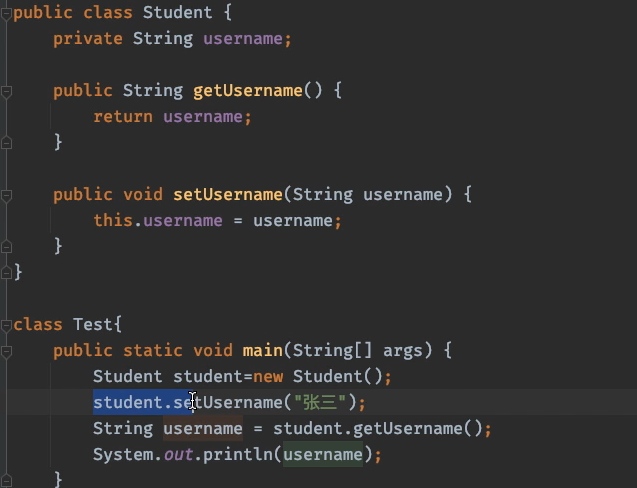 public class Student {
    private String username;

    public String getUsername() {
        return username;
    }

    public void setUsername(String username) {
        this.username = username;
    }
}

class Test{
    public static void main(String[] args) {
        Student student=new Student();
        student.setUsername("张三");
        String username = student.getUsername();
        System.out.println(username);
    }